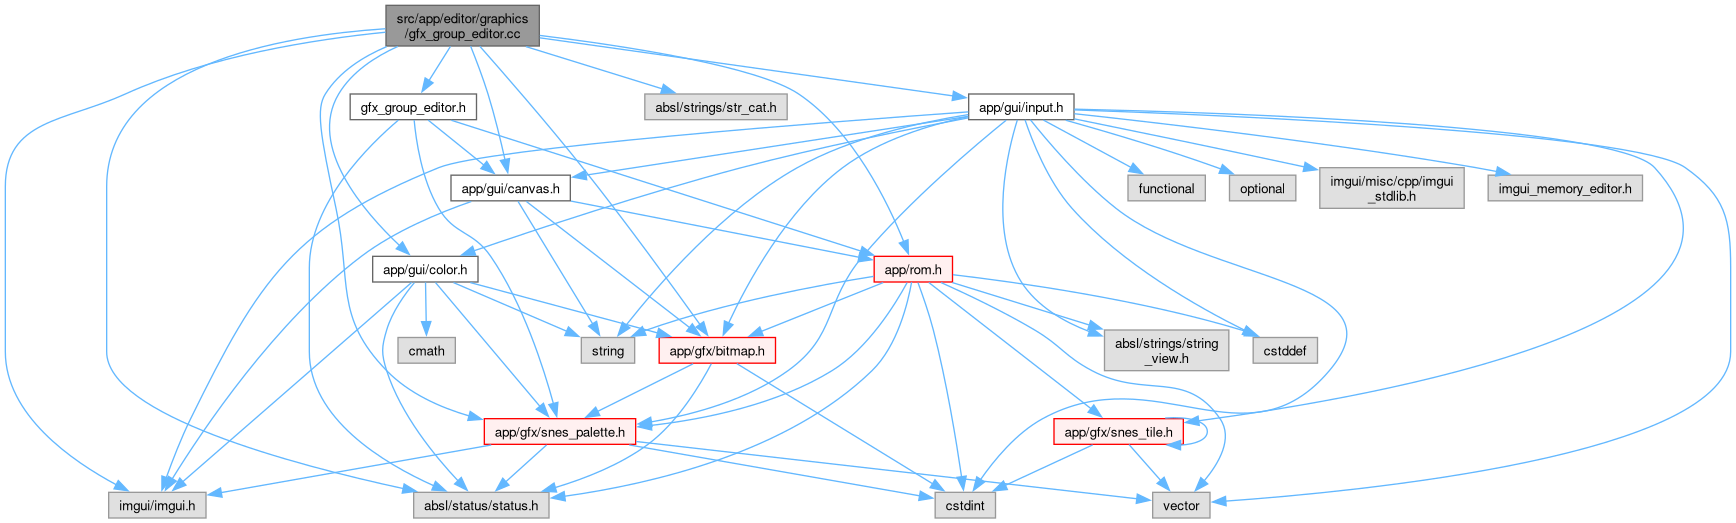 src/app/editor/graphics
/gfx_group_editor.cc
gfx_group_editor.h
absl/strings/str_cat.h
app/gui/input.h
app/gui/canvas.h
functional
optional
imgui/misc/cpp/imgui
_stdlib.h
imgui_memory_editor.h
app/gui/color.h
app/rom.h
cmath
string
app/gfx/bitmap.h
absl/strings/string
_view.h
cstddef
app/gfx/snes_palette.h
app/gfx/snes_tile.h
imgui/imgui.h
absl/status/status.h
cstdint
vector